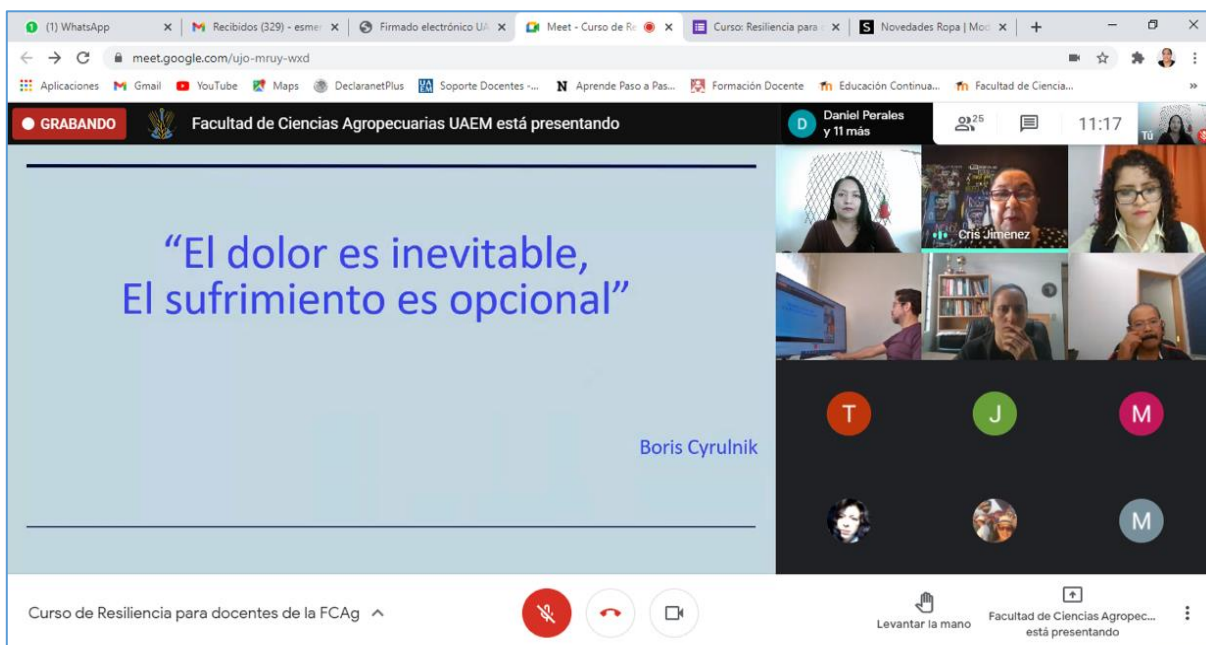 (1) WhatsApp
Recibidos (329) - esme
Firmado electrónico UA
Meet - Curso de Re
Curso: Resiliencia para
Novedades Ropa | Mod
meet.google.com/ujo-mruy-wxd
Aplicaciones
Gmail
YouTube
Maps
DeclaranetPlus
Soporte Docentes -...
Aprende Paso a Pas...
Formación Docente
Educación Continua...
Facultad de Ciencia...
GRABANDO
Facultad de Ciencias Agropecuarias UAEM está presentando
D
Daniel Perales
y 11 más
25
11:17
Tú
“El dolor es inevitable,
El sufrimiento es opcional”
Boris Cyrulnik
Cris Jimenez
T
J
M
M
Curso de Resiliencia para docentes de la FCAg
Levantar la mano
Facultad de Ciencias Agropec...
está presentando